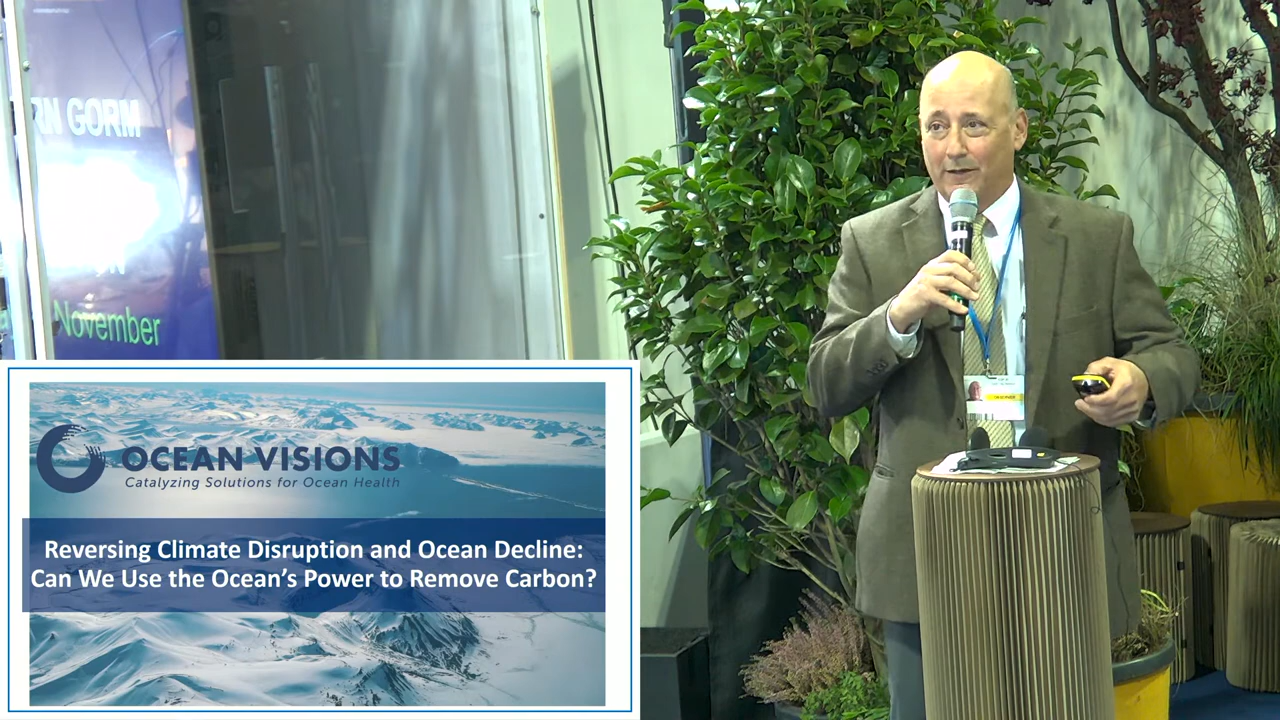 RN GORM
November
OCEAN VISIONS
Catalyzing Solutions for Ocean Health
Reversing Climate Disruption and Ocean Decline:
Can We Use the Ocean's Power to Remove Carbon?